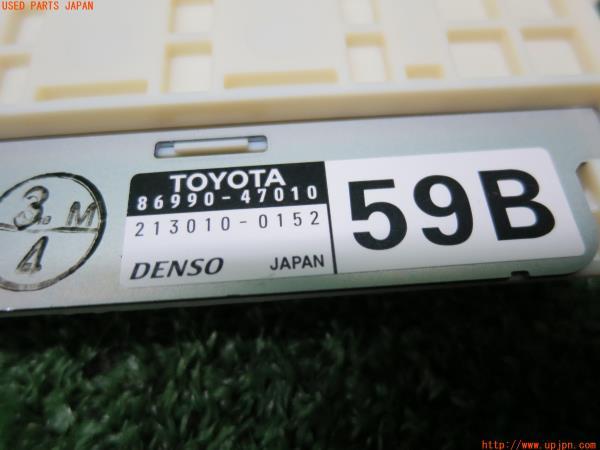 USED PARTS JAPAN
TOYOTA
86990-47010
213010-0152
DENSO JAPAN
59B
3.M
4
http://www.upjpn.com/